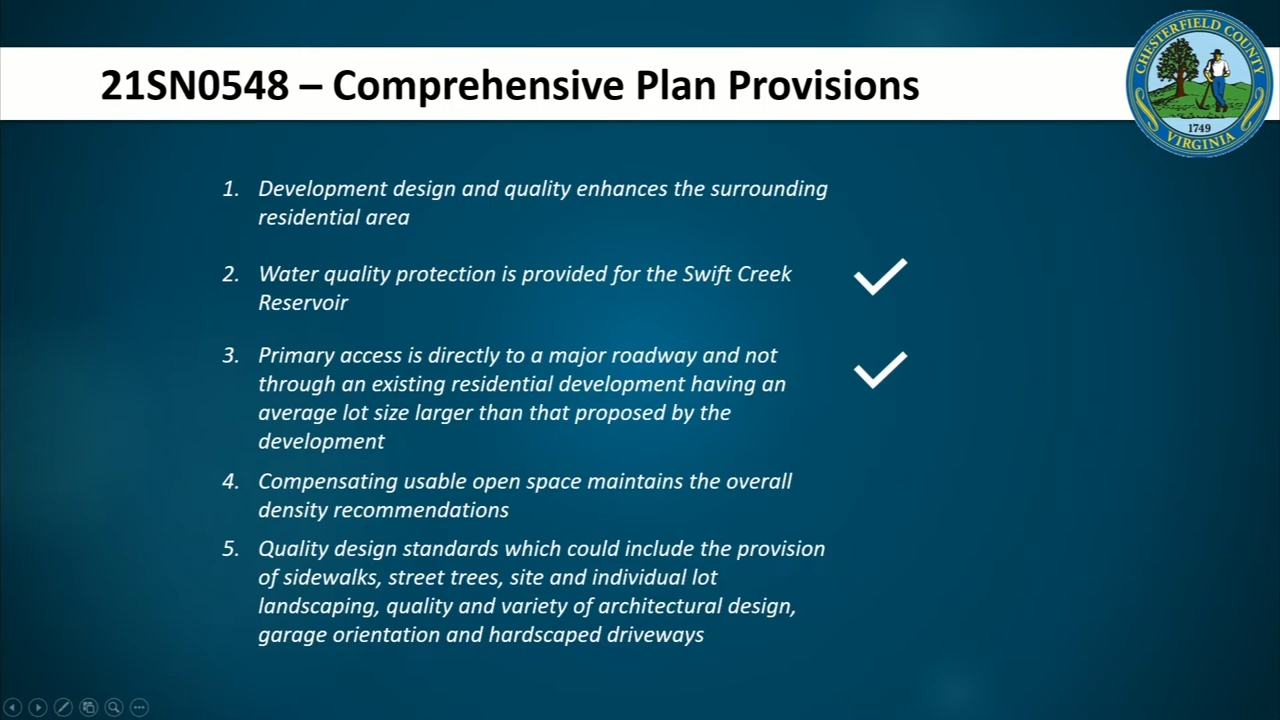 21SN0548 – Comprehensive Plan Provisions
CHESTERFIELD COUNTY
1749
VIRGINIA
1. Development design and quality enhances the surrounding
residential area
2. Water quality protection is provided for the Swift Creek
Reservoir
3. Primary access is directly to a major roadway and not
through an existing residential development having an
average lot size larger than that proposed by the
development
4. Compensating usable open space maintains the overall
density recommendations
5. Quality design standards which could include the provision
of sidewalks, street trees, site and individual lot
landscaping, quality and variety of architectural design,
garage orientation and hardscaped driveways